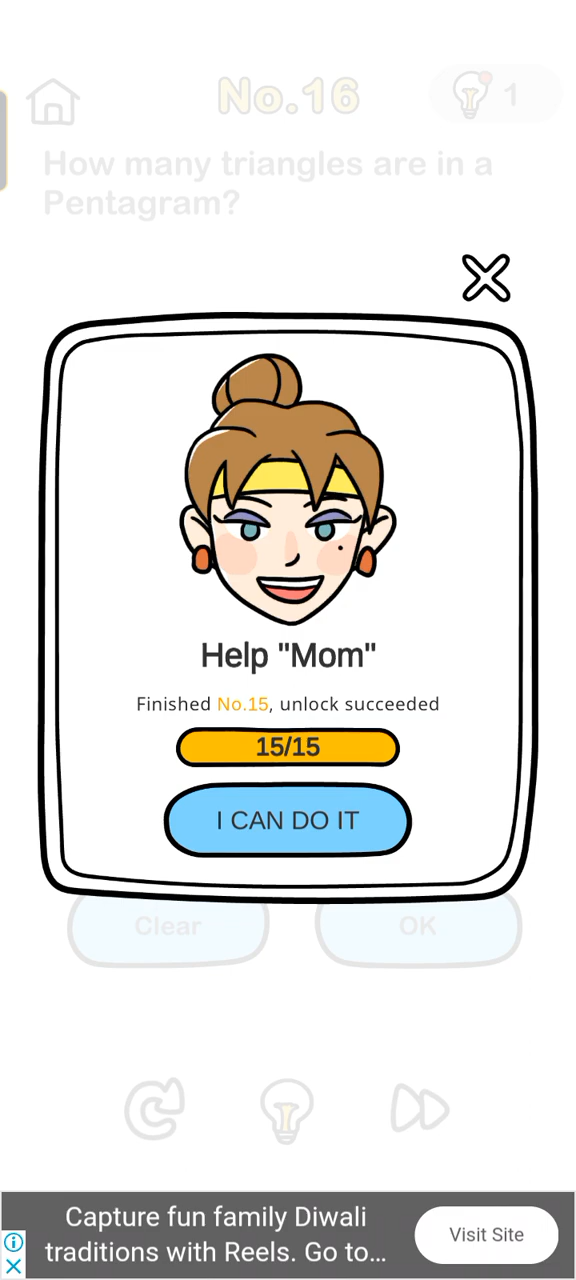 No.16
1
How many triangles are in a
Pentagram?
Help "Mom"
Finished No.15, unlock succeeded
15/15
I CAN DO IT
Clear
OK
Capture fun family Diwali
traditions with Reels. Go to...
Visit Site